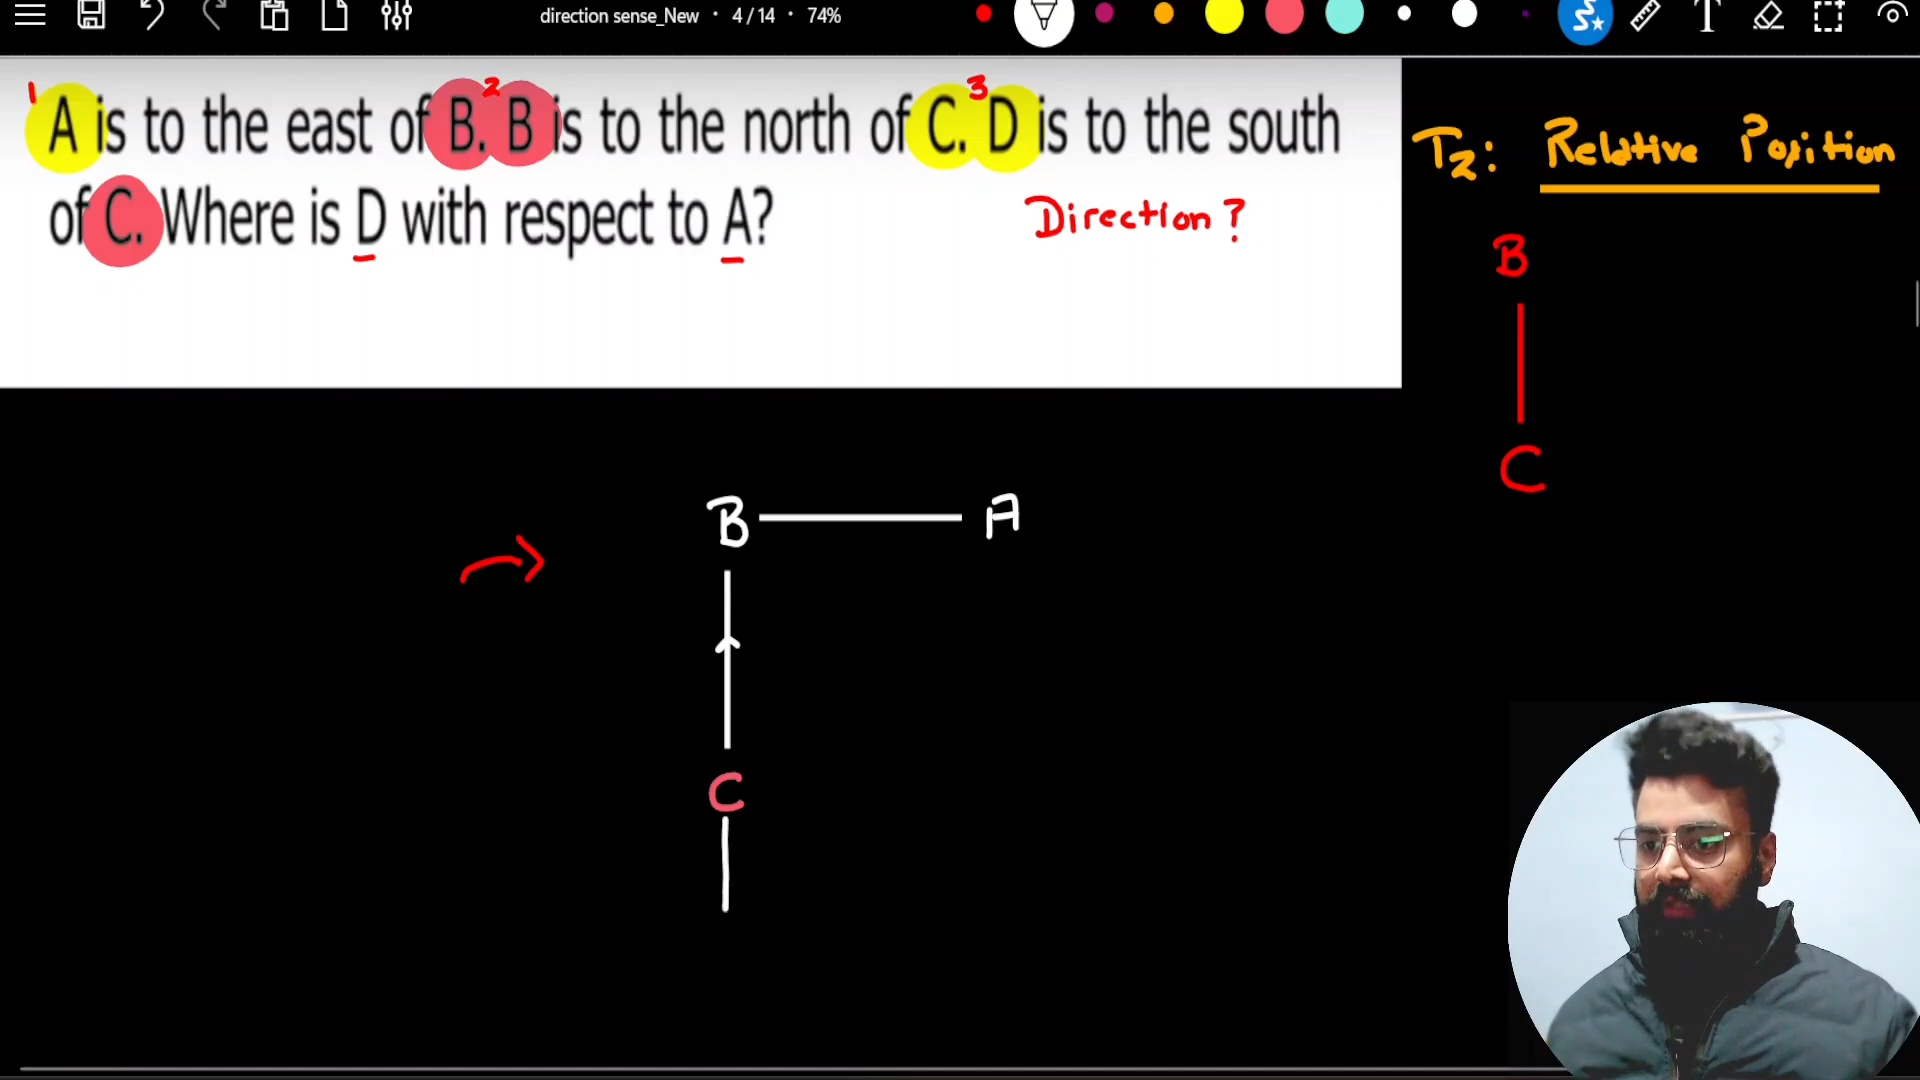 direction sense_New • 4 / 14 • 74%
T
1 2 3
A is to the east of B. B is to the north of C. D is to the south
of C. Where is D with respect to A?
Direction ?
T2: Relative Position
B
C
B A
C